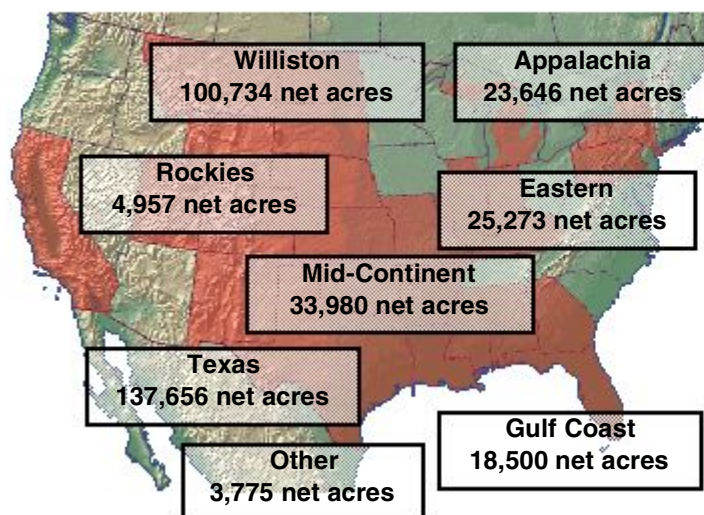 Williston
100,734 net acres
Appalachia
23,646 net acres
Rockies
4,957 net acres
Eastern
25,273 net acres
Mid-Continent
33,980 net acres
Texas
137,656 net acres
Gulf Coast
18,500 net acres
Other
3,775 net acres